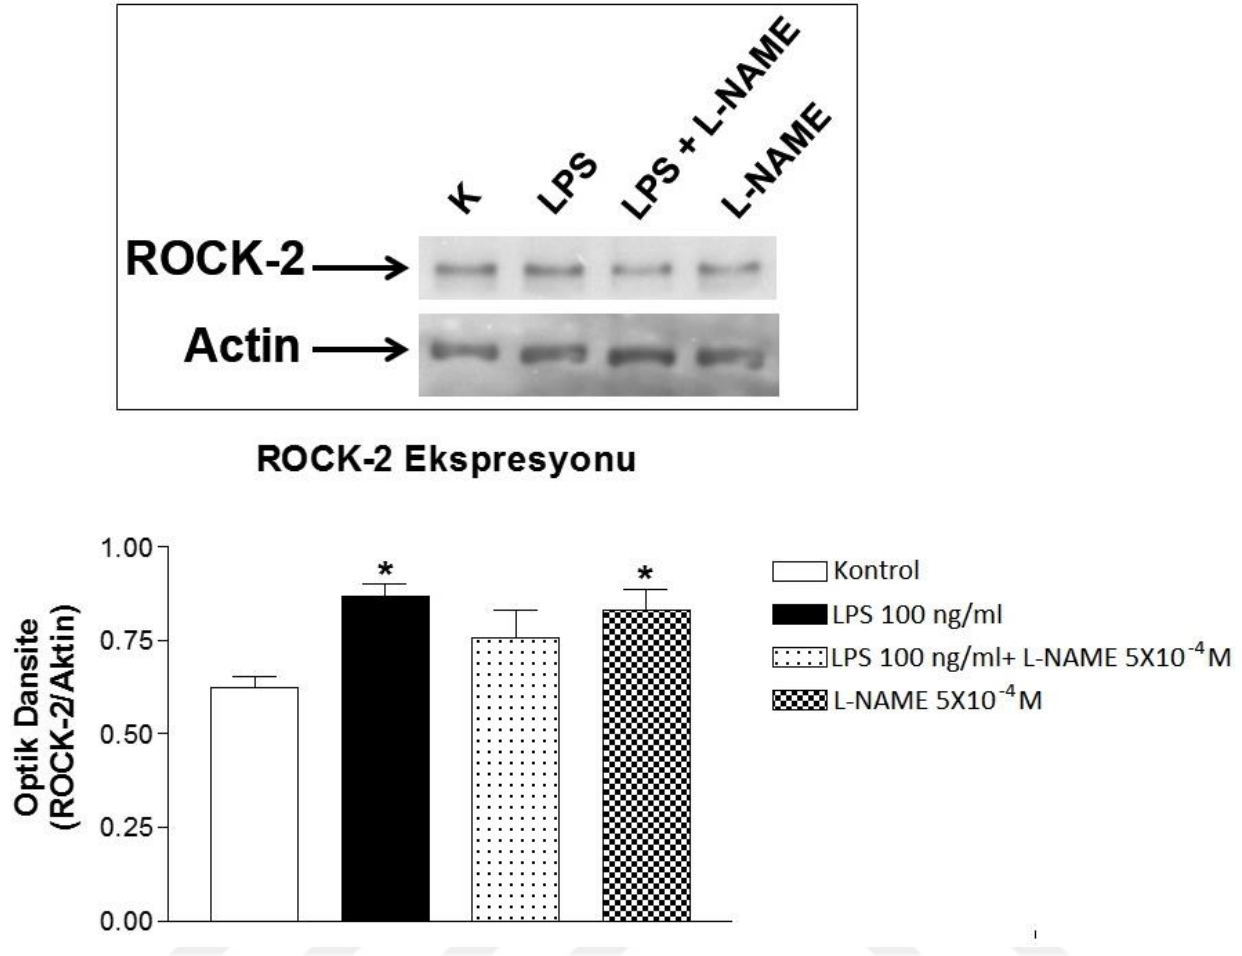 K
LPS
LPS + L-NAME
L-NAME
ROCK-2
Actin
ROCK-2 Ekspresyonu
Optik Dansite
(ROCK-2/Aktin)
1.00
0.75
0.50
0.25
0.00
*
*
Kontrol
LPS 100 ng/ml
LPS 100 ng/ml+ L-NAME 5X10⁻⁴M
L-NAME 5X10⁻⁴M